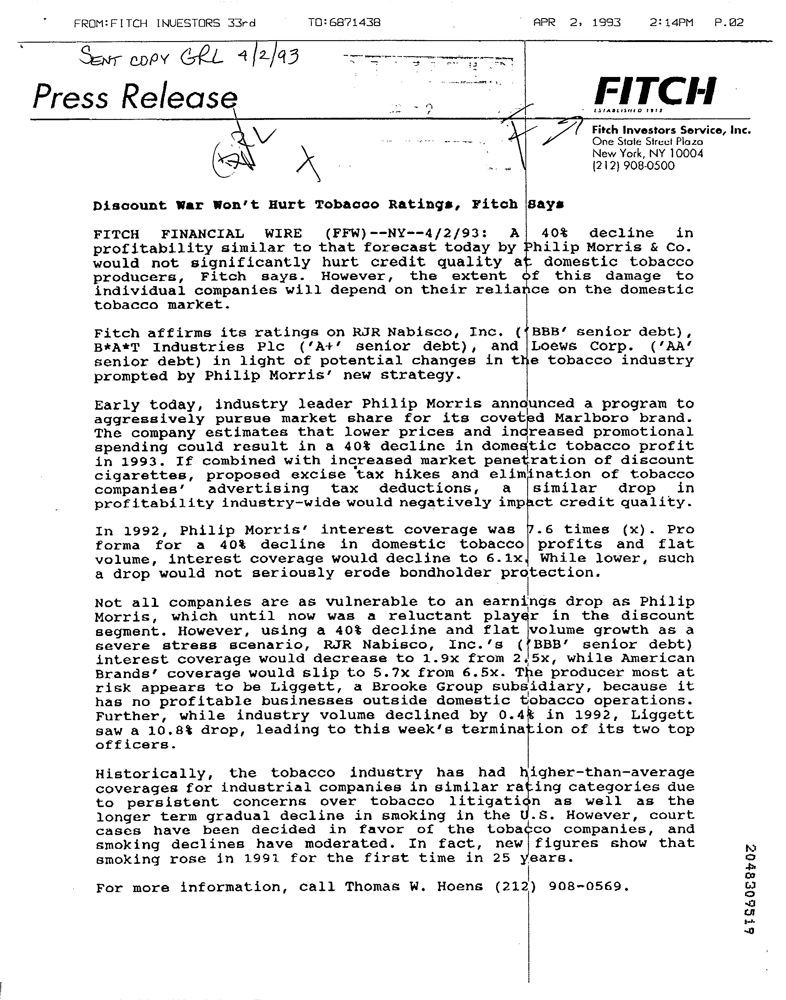 FROM:FITCH INVESTORS 33rd TO:6871438 APR 2, 1993 2:14PM P.02
SENT COPY GRL 4/2/93
Press Release
FITCH
ESTABLISHED 1913
Fitch Investors Service, Inc.
One State Street Plaza
New York, NY 10004
(212) 908-0500
Discount War Won't Hurt Tobacco Ratings, Fitch Says
FITCH FINANCIAL WIRE (FFW)--NY--4/2/93: A 40% decline in
profitability similar to that forecast today by Philip Morris & Co.
would not significantly hurt credit quality at domestic tobacco
producers, Fitch says. However, the extent of this damage to
individual companies will depend on their reliance on the domestic
tobacco market.
Fitch affirms its ratings on RJR Nabisco, Inc. ('BBB' senior debt),
B*A*T Industries Plc ('A+' senior debt), and Loews Corp. ('AA'
senior debt) in light of potential changes in the tobacco industry
prompted by Philip Morris' new strategy.
Early today, industry leader Philip Morris announced a program to
aggressively pursue market share for its coveted Marlboro brand.
The company estimates that lower prices and increased promotional
spending could result in a 40% decline in domestic tobacco profit
in 1993. If combined with increased market penetration of discount
cigarettes, proposed excise tax hikes and elimination of tobacco
companies' advertising tax deductions, a similar drop in
profitability industry-wide would negatively impact credit quality.
In 1992, Philip Morris' interest coverage was 7.6 times (x). Pro
forma for a 40% decline in domestic tobacco profits and flat
volume, interest coverage would decline to 6.1x. While lower, such
a drop would not seriously erode bondholder protection.
Not all companies are as vulnerable to an earnings drop as Philip
Morris, which until now was a reluctant player in the discount
segment. However, using a 40% decline and flat volume growth as a
severe stress scenario, RJR Nabisco, Inc.'s ('BBB' senior debt)
interest coverage would decrease to 1.9x from 2.5x, while American
Brands' coverage would slip to 5.7x from 6.5x. The producer most at
risk appears to be Liggett, a Brooke Group subsidiary, because it
has no profitable businesses outside domestic tobacco operations.
Further, while industry volume declined by 0.4% in 1992, Liggett
saw a 10.8% drop, leading to this week's termination of its two top
officers.
Historically, the tobacco industry has had higher-than-average
coverages for industrial companies in similar rating categories due
to persistent concerns over tobacco litigation as well as the
longer term gradual decline in smoking in the U.S. However, court
cases have been decided in favor of the tobacco companies, and
smoking declines have moderated. In fact, new figures show that
smoking rose in 1991 for the first time in 25 years.
For more information, call Thomas W. Hoens (212) 908-0569.
2048309519